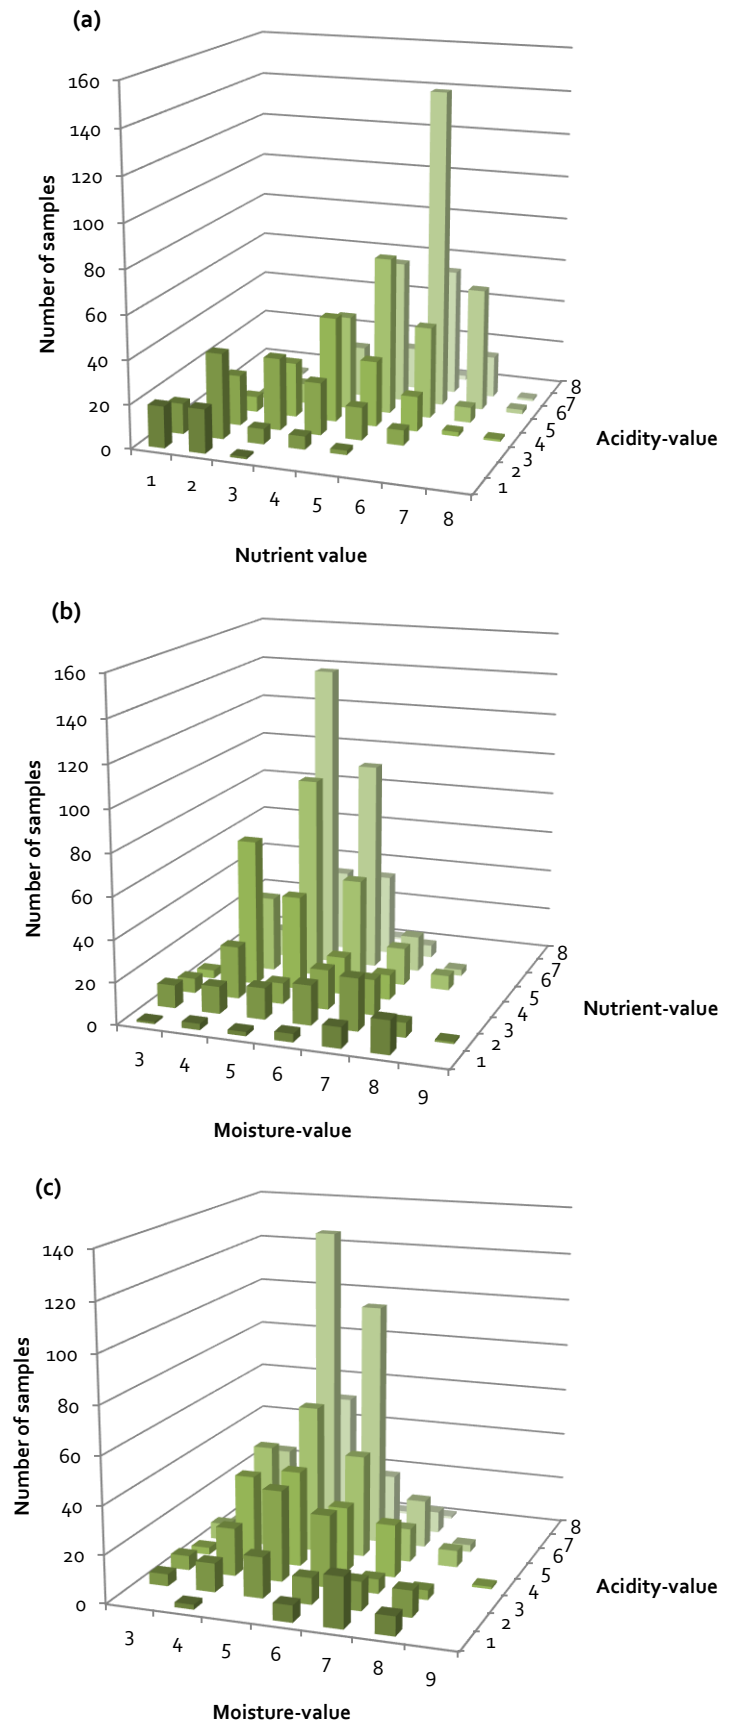 (a)
160
140
120
100
80
60
40
20
0
Number of samples
1 2 3 4 5 6 7 8
Nutrient value
1 2 3 4 5 6 7 8
Acidity-value
(b)
160
140
120
100
80
60
40
20
0
Number of samples
3 4 5 6 7 8 9
Moisture-value
1 2 3 4 5 6 7 8
Nutrient-value
(c)
140
120
100
80
60
40
20
0
Number of samples
3 4 5 6 7 8 9
Moisture-value
1 2 3 4 5 6 7 8
Acidity-value